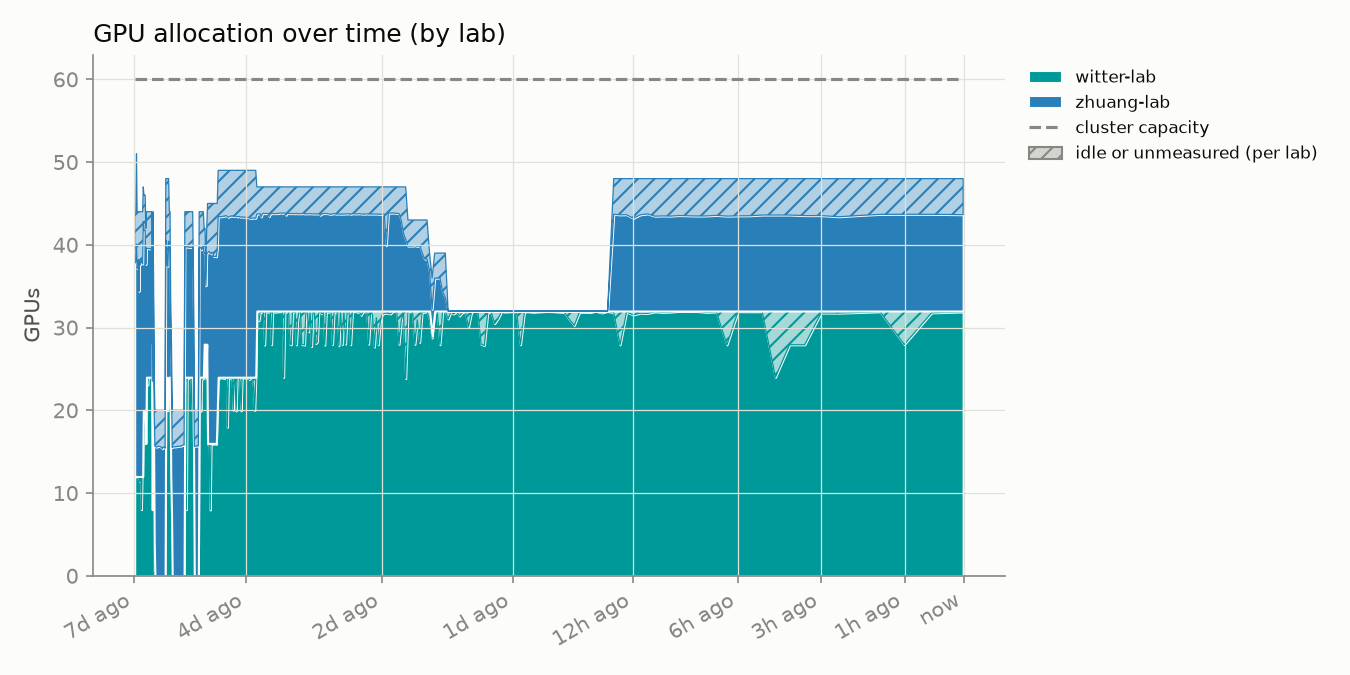 GPU allocation over time (by lab)
witter-lab
zhuang-lab
cluster capacity
idle or unmeasured (per lab)
GPUs
60
50
40
30
20
10
0
7d ago
4d ago
2d ago
1d ago
12h ago
6h ago
3h ago
1h ago
now